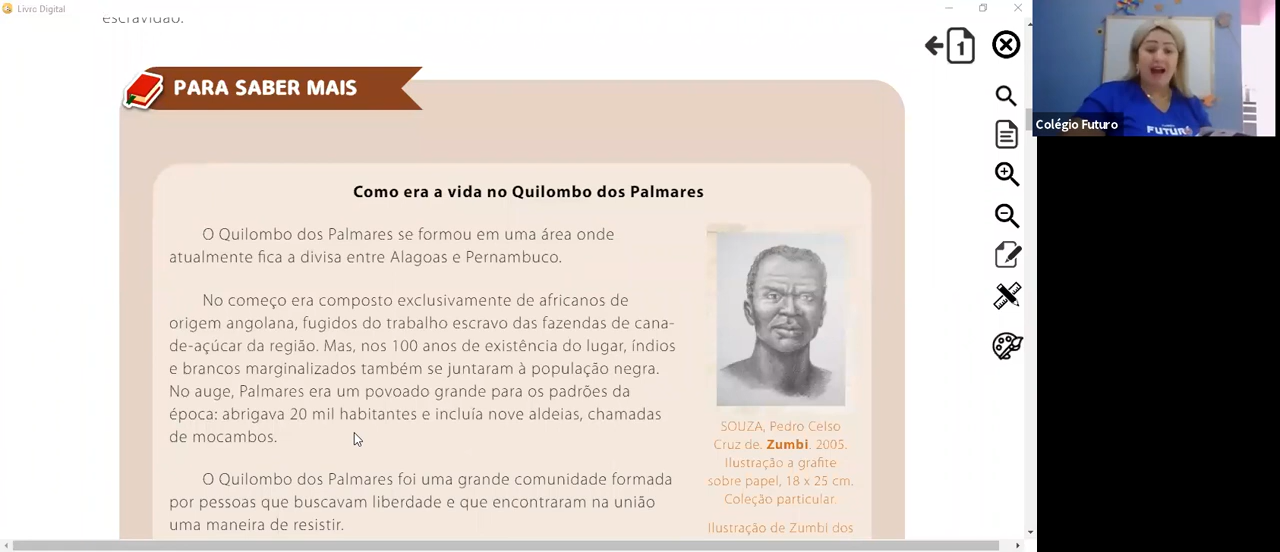 Livro Digital
escravidão.
1
PARA SABER MAIS
Colégio Futuro
FUTURO
Como era a vida no Quilombo dos Palmares
O Quilombo dos Palmares se formou em uma área onde
atualmente fica a divisa entre Alagoas e Pernambuco.
No começo era composto exclusivamente de africanos de
origem angolana, fugidos do trabalho escravo das fazendas de cana-
de-açúcar da região. Mas, nos 100 anos de existência do lugar, índios
e brancos marginalizados também se juntaram à população negra.
No auge, Palmares era um povoado grande para os padrões da
época: abrigava 20 mil habitantes e incluía nove aldeias, chamadas
de mocambos.
O Quilombo dos Palmares foi uma grande comunidade formada
por pessoas que buscavam liberdade e que encontraram na união
uma maneira de resistir.
SOUZA, Pedro Celso
Cruz de. Zumbi. 2005.
Ilustração a grafite
sobre papel, 18 x 25 cm.
Coleção particular.
Ilustração de Zumbi dos